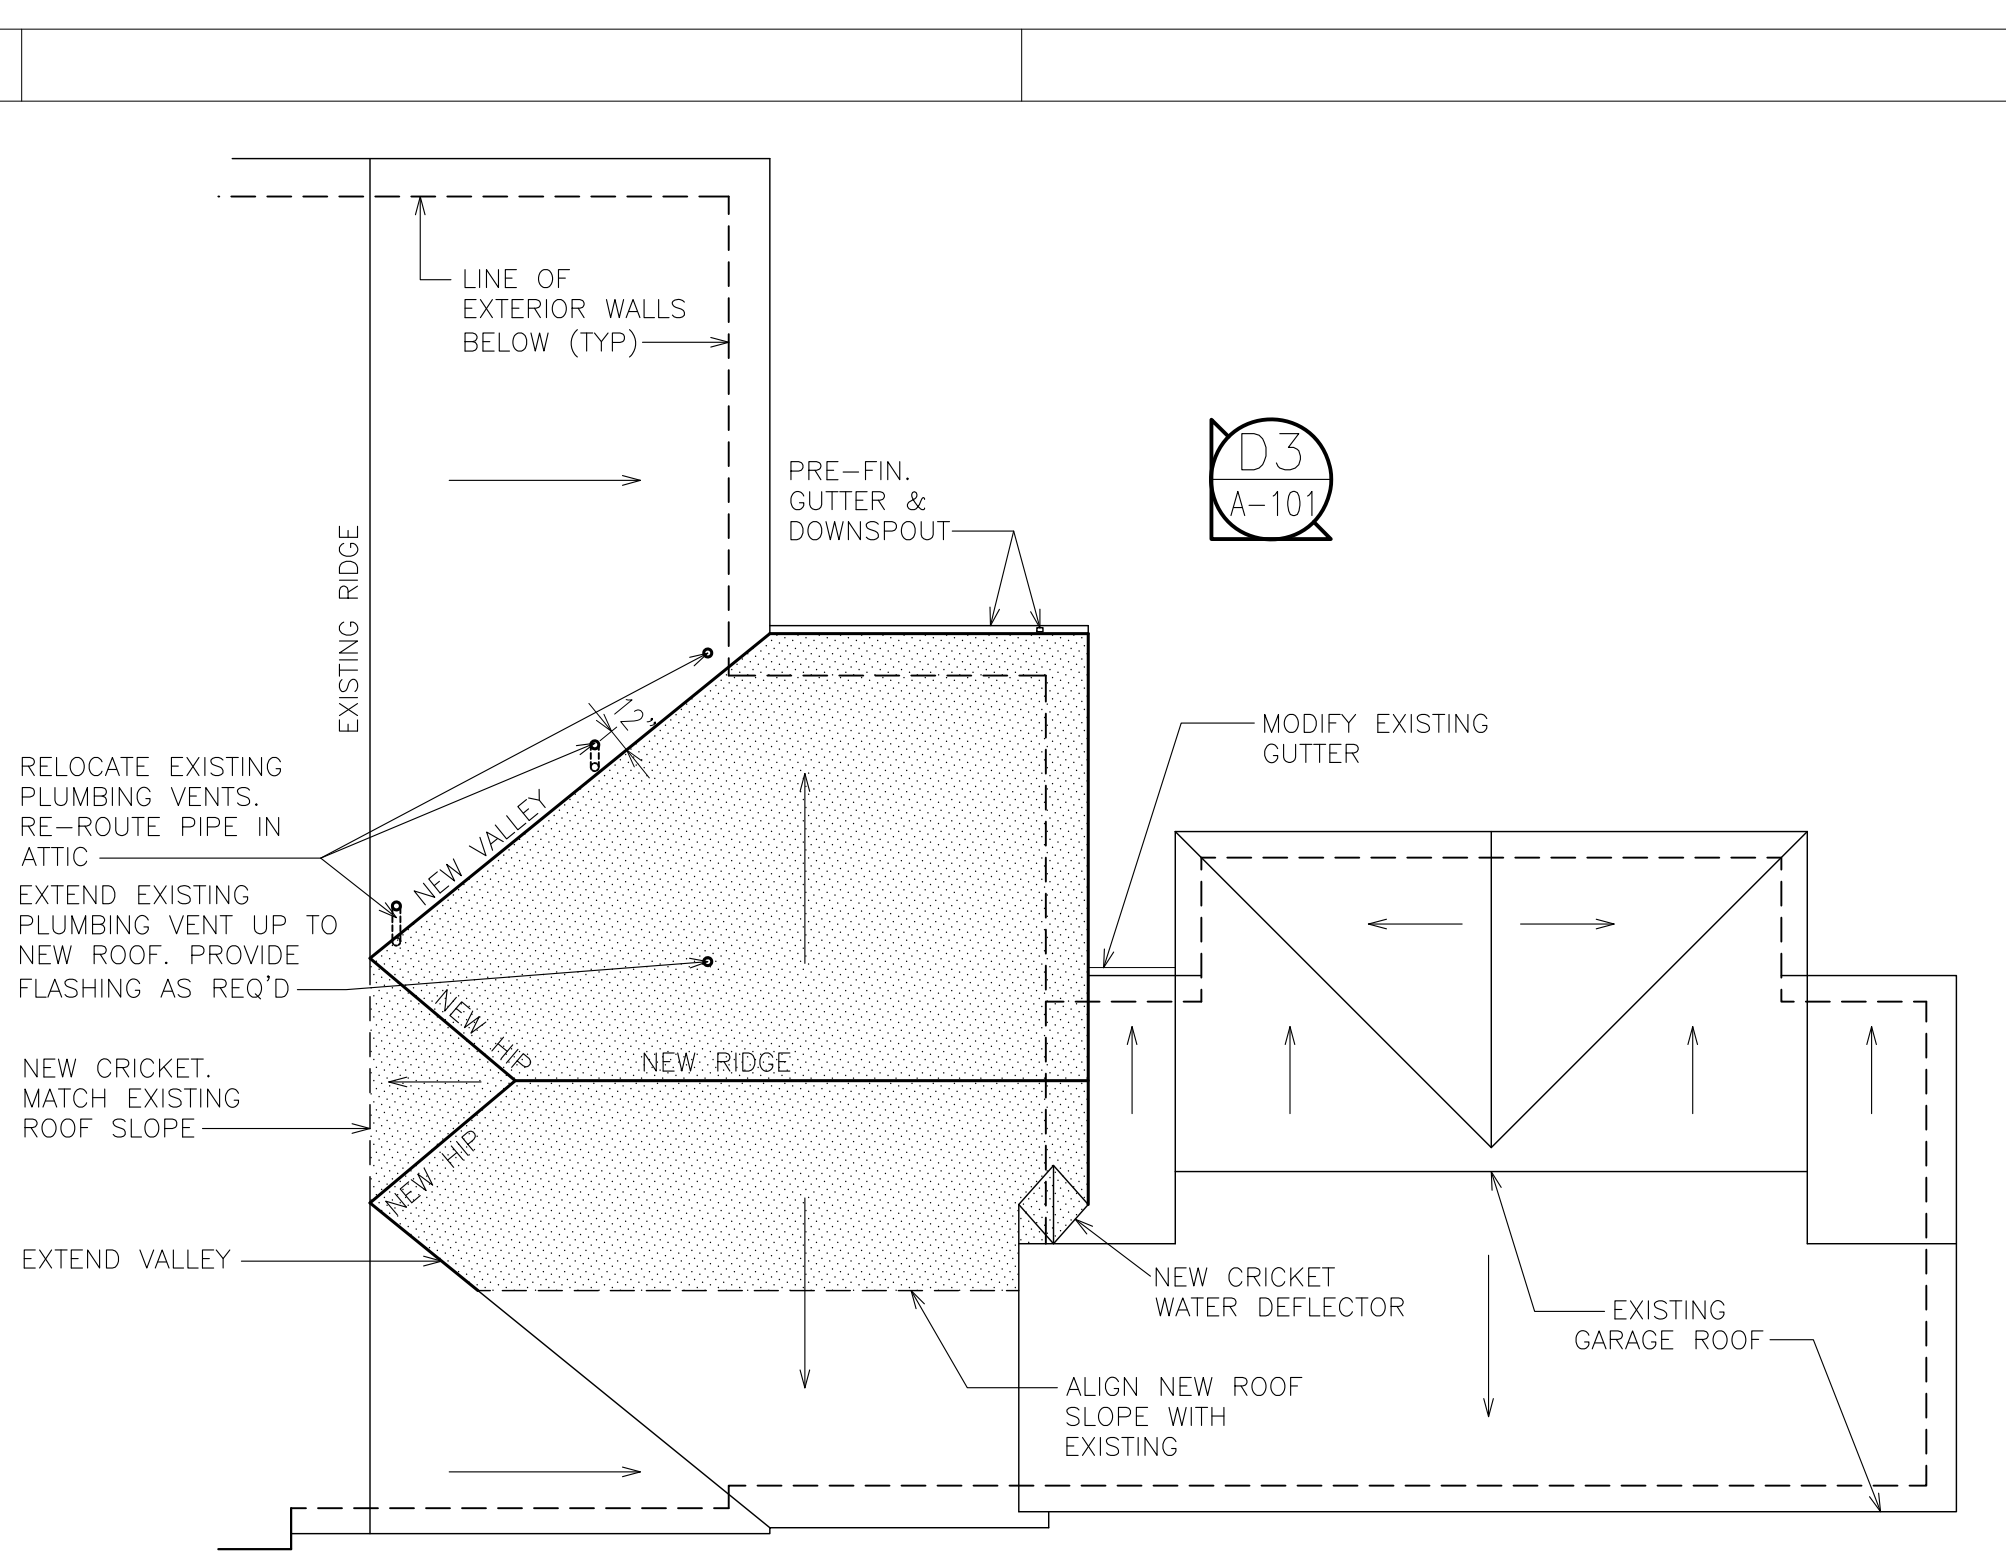 LINE OF
EXTERIOR WALLS
BELOW (TYP)
D3
A-101
PRE-FIN.
GUTTER &
DOWNSPOUT
EXISTING RIDGE
12"
MODIFY EXISTING
GUTTER
RELOCATE EXISTING
PLUMBING VENTS.
RE-ROUTE PIPE IN
ATTIC
NEW VALLEY
EXTEND EXISTING
PLUMBING VENT UP TO
NEW ROOF. PROVIDE
FLASHING AS REQ'D
NEW HIP
NEW RIDGE
NEW CRICKET.
MATCH EXISTING
ROOF SLOPE
NEW HIP
EXTEND VALLEY
NEW CRICKET
WATER DEFLECTOR
EXISTING
GARAGE ROOF
ALIGN NEW ROOF
SLOPE WITH
EXISTING